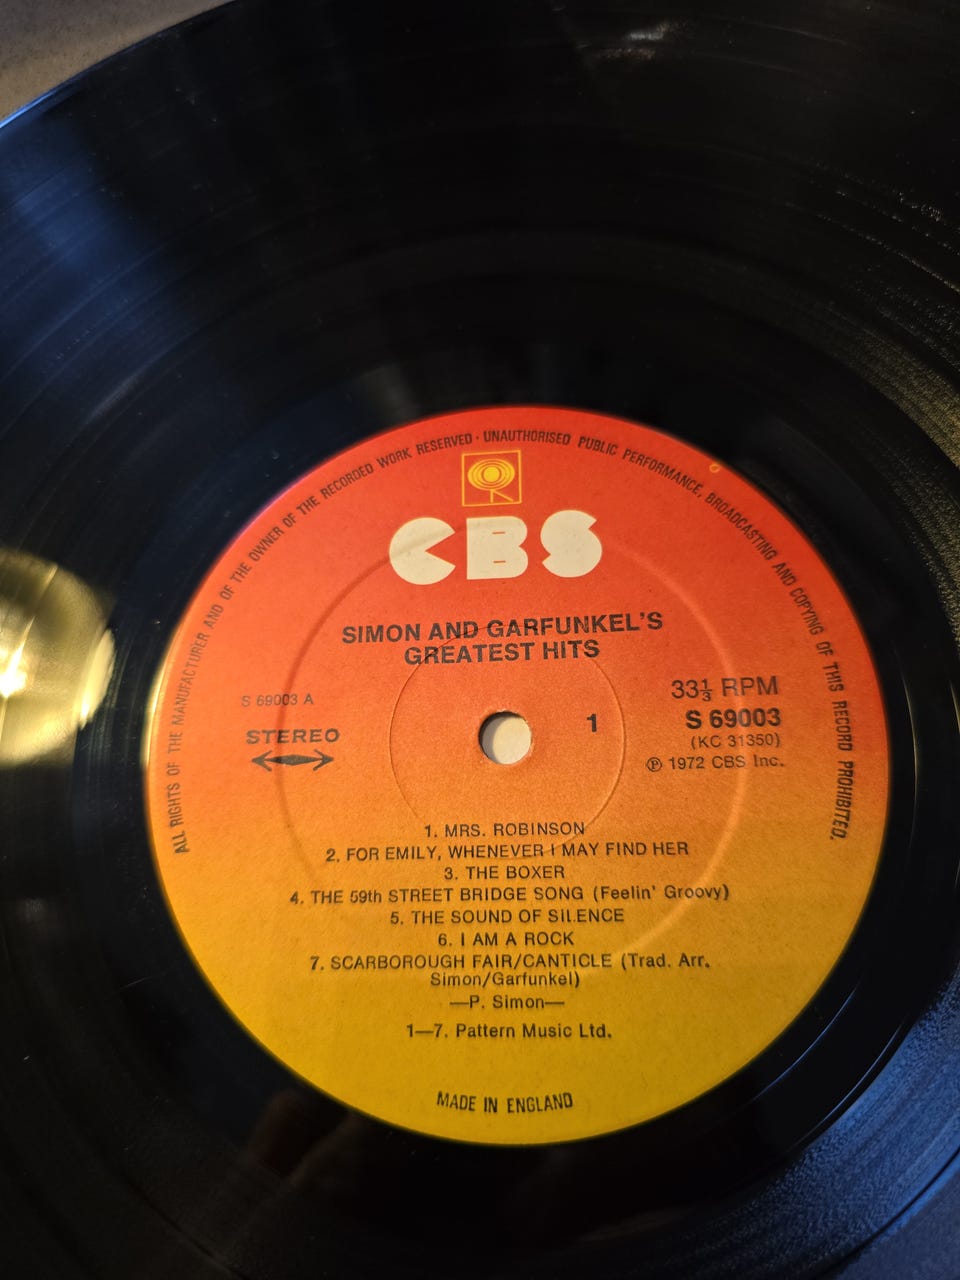 ALL RIGHTS OF THE MANUFACTURER AND OF THE OWNER OF THE RECORDED WORK RESERVED · UNAUTHORISED PUBLIC PERFORMANCE, BROADCASTING AND COPYING OF THIS RECORD PROHIBITED.
CBS
SIMON AND GARFUNKEL'S
GREATEST HITS
S 69003 A
STEREO
1
33⅓ RPM
S 69003
(KC 31350)
Ⓟ 1972 CBS Inc.
1. MRS. ROBINSON
2. FOR EMILY, WHENEVER I MAY FIND HER
3. THE BOXER
4. THE 59th STREET BRIDGE SONG (Feelin' Groovy)
5. THE SOUND OF SILENCE
6. I AM A ROCK
7. SCARBOROUGH FAIR/CANTICLE (Trad. Arr.
Simon/Garfunkel)
—P. Simon—
1—7. Pattern Music Ltd.
MADE IN ENGLAND